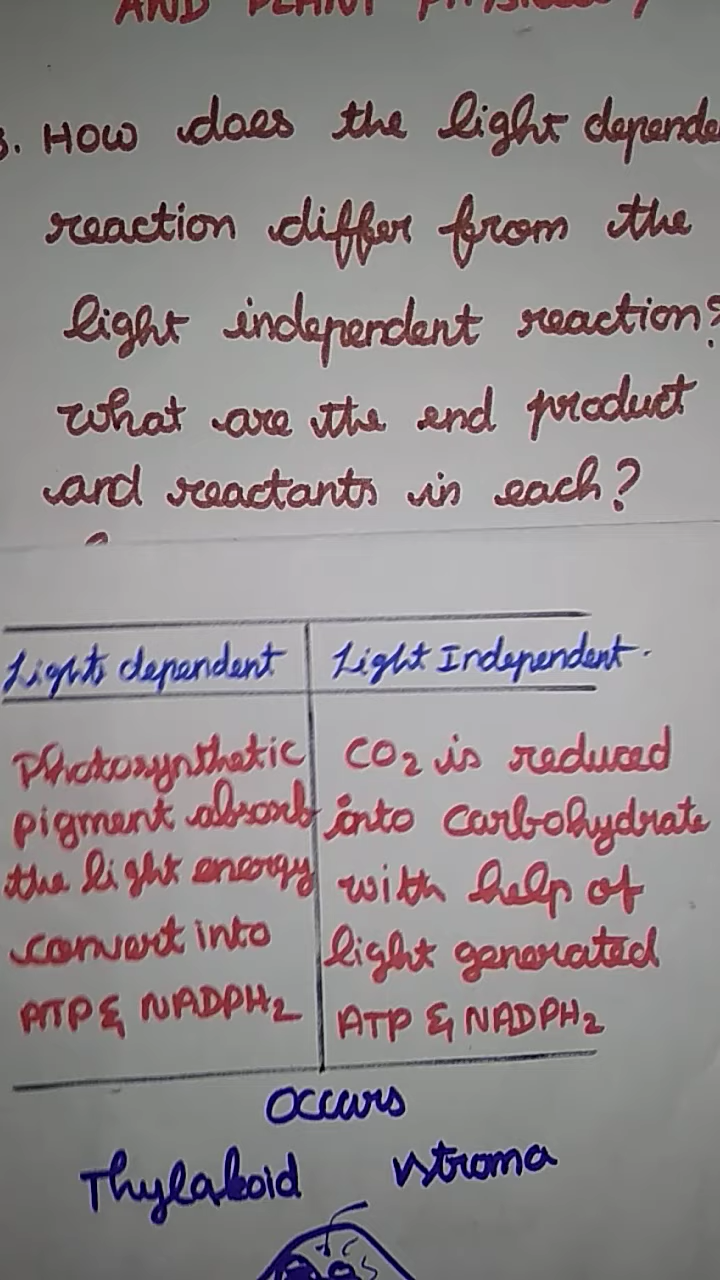 AND PLANT PHYSIOLOGY
3. How does the light depende
reaction differ from the
light independent reaction?
What are the end product
and reactants in each?
Light dependent
Light Independent.
Photosynthetic
pigment absorb
the light energy
convert into
ATP & NADPH2
CO2 is reduced
into carbohydrate
with help of
light generated
ATP & NADPH2
Occurs
Thylakoid stroma